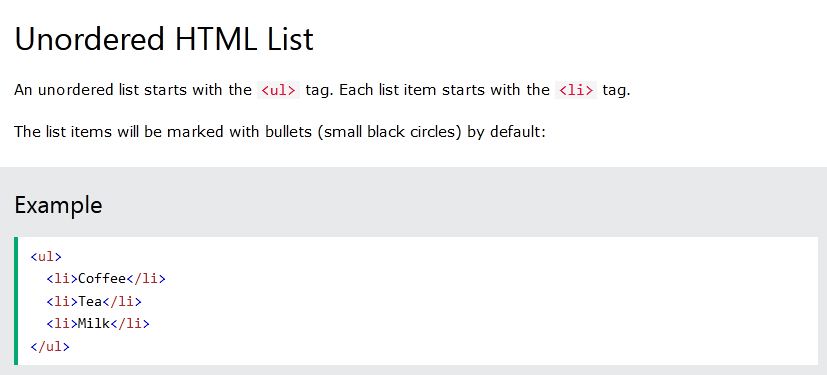 Unordered HTML List
An unordered list starts with the <ul> tag. Each list item starts with the <li> tag.
The list items will be marked with bullets (small black circles) by default:
Example
<ul>
  <li>Coffee</li>
  <li>Tea</li>
  <li>Milk</li>
</ul>